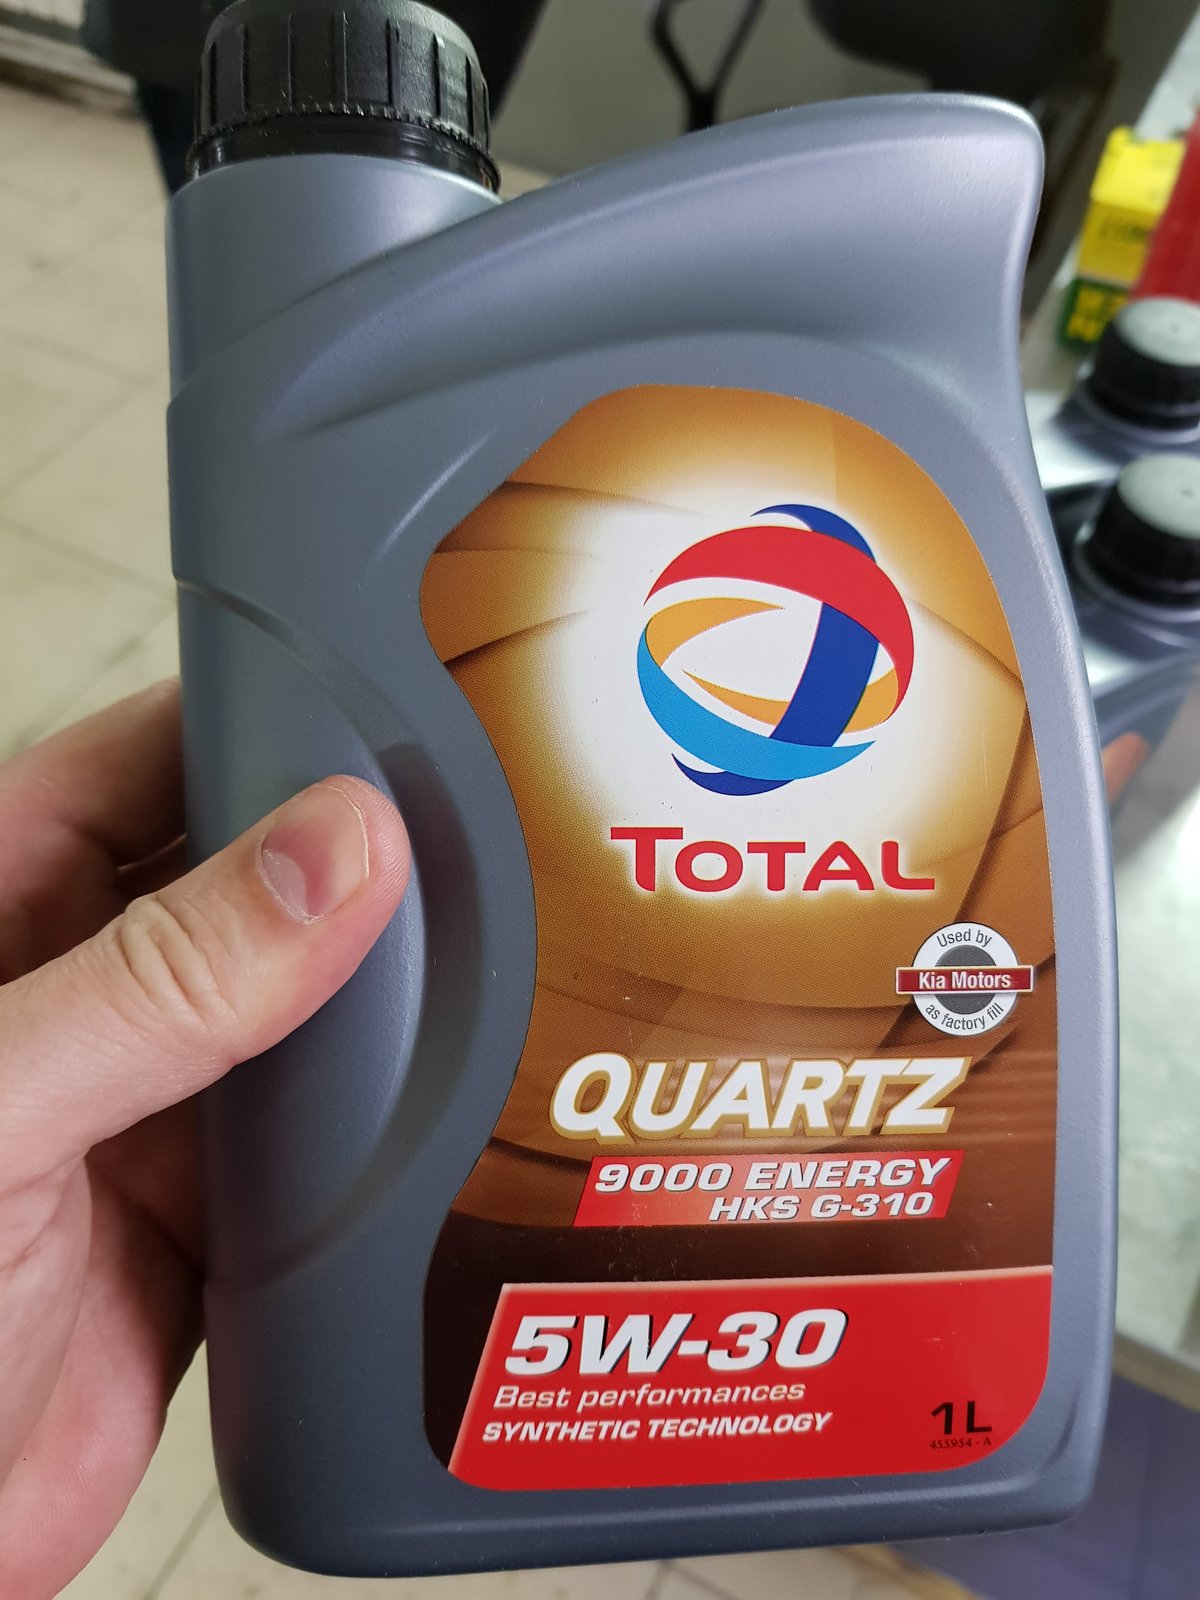 TOTAL
Used by
Kia Motors
as factory fill
QUARTZ
9000 ENERGY
HKS G-310
5W-30
Best performances
SYNTHETIC TECHNOLOGY
1L
455954 - A